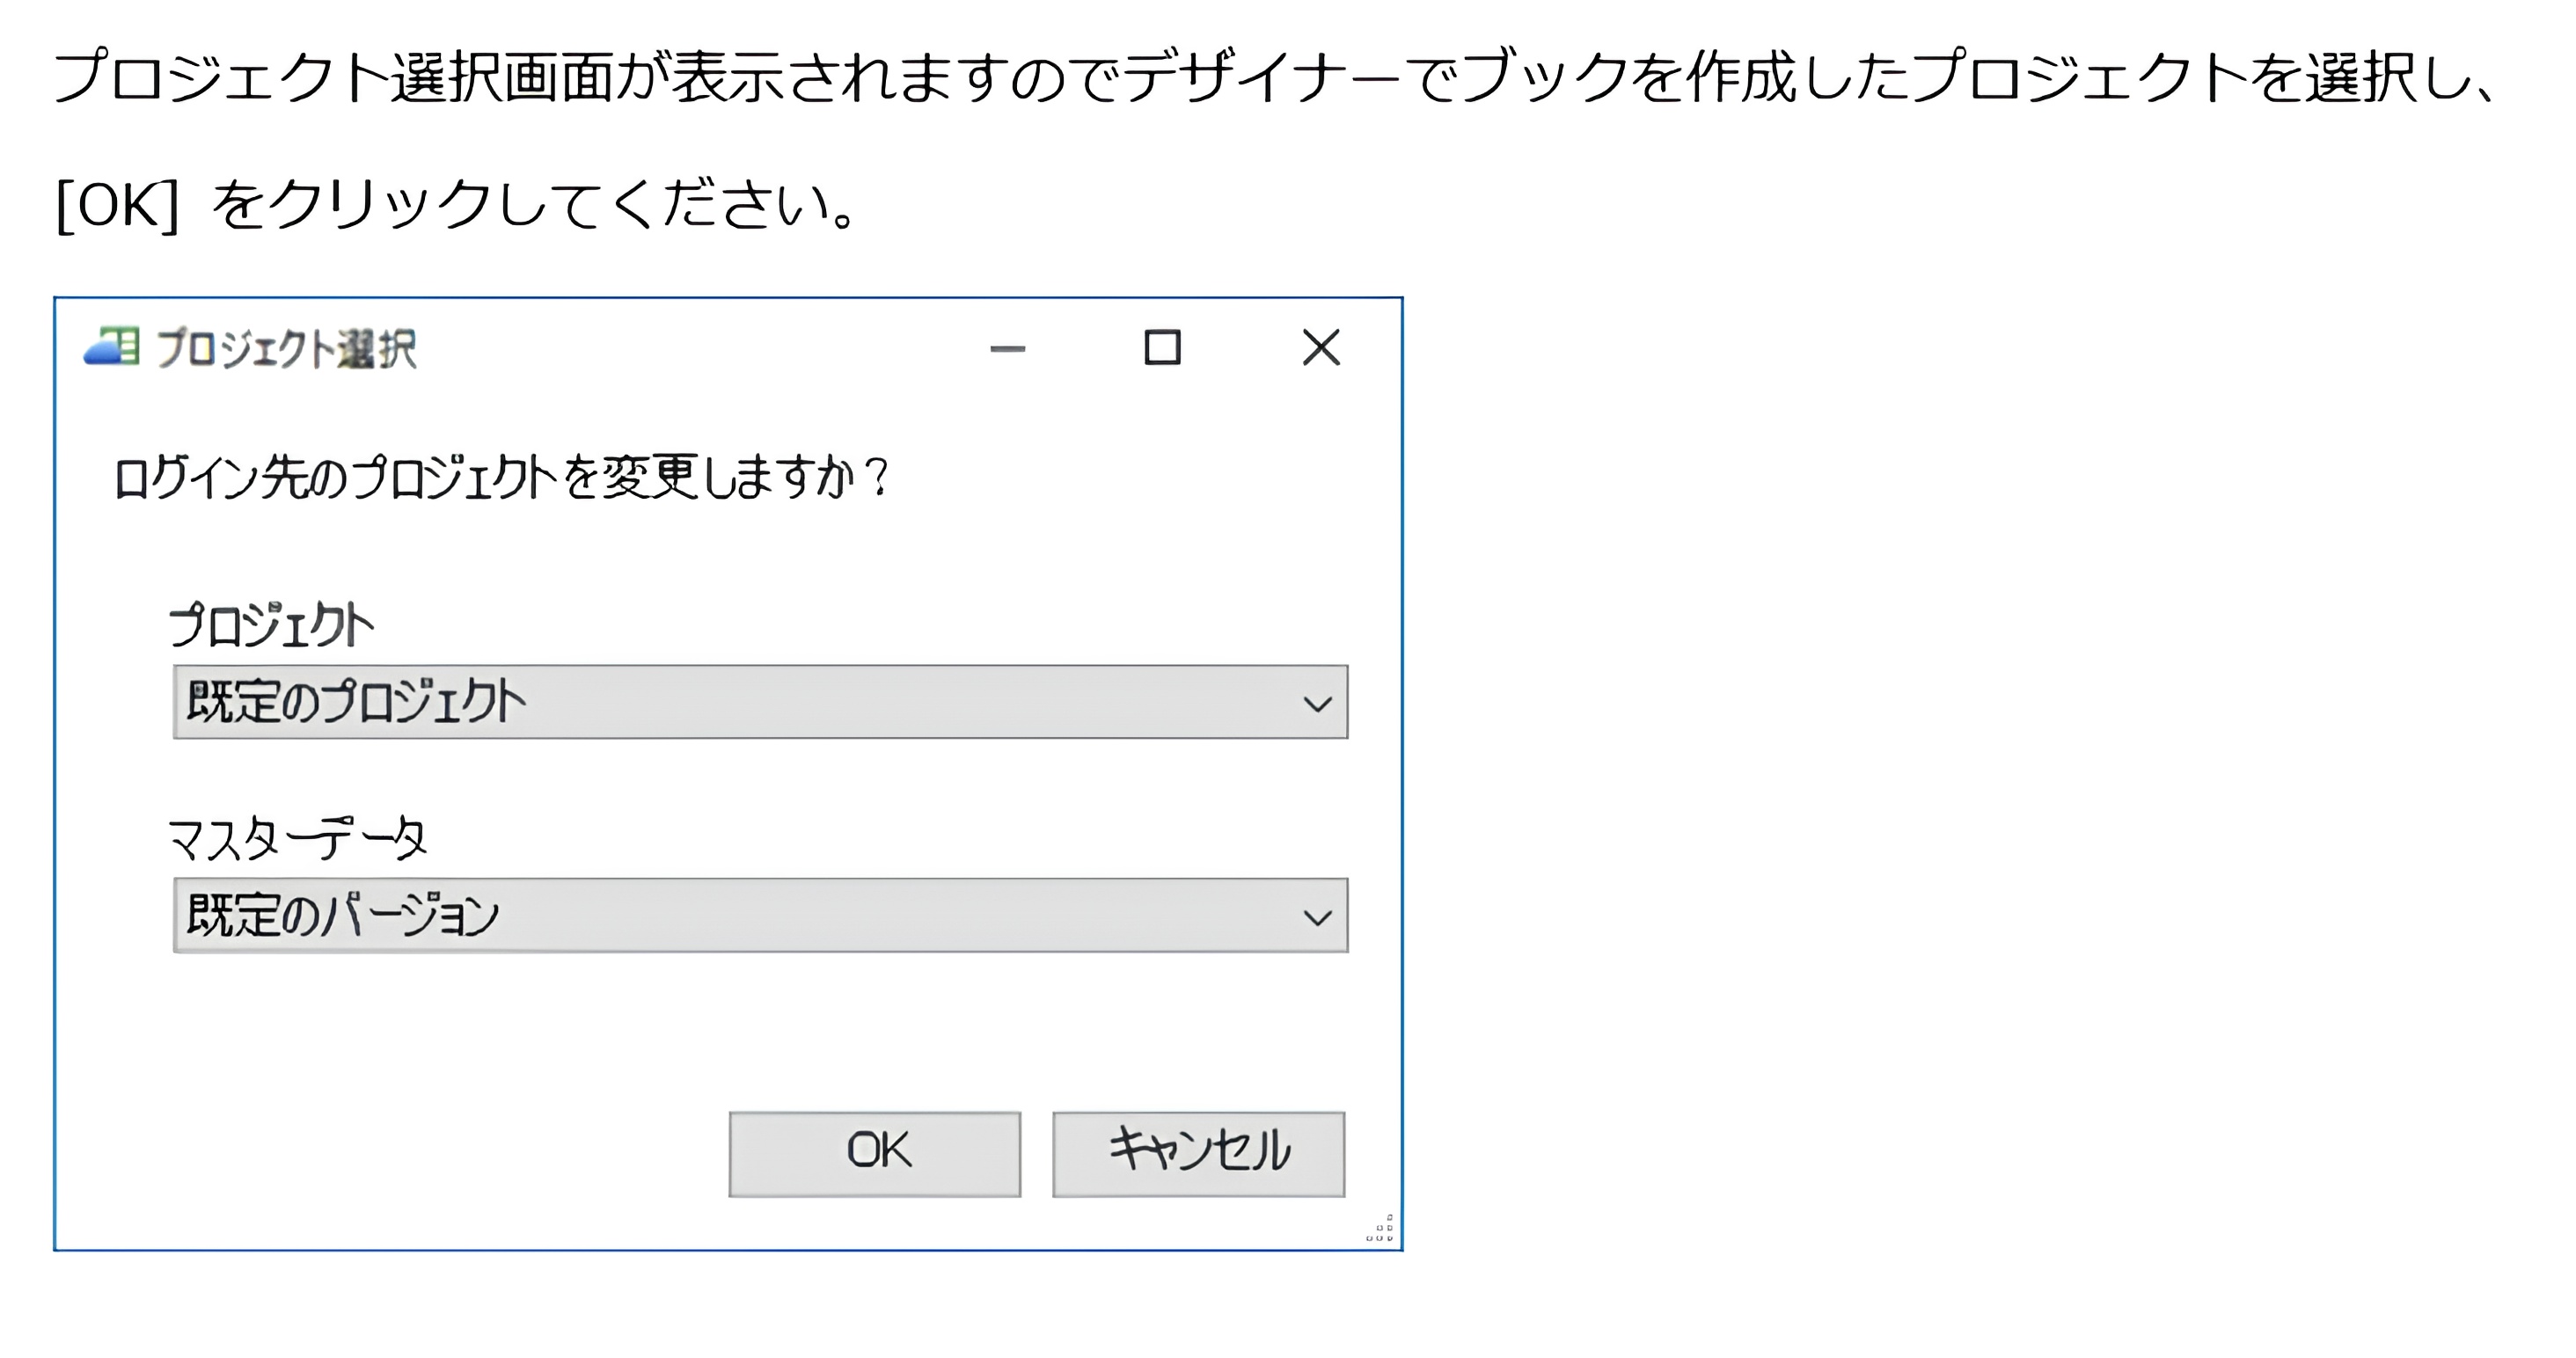 プロジェクト選択画面が表示されますのでデザイナーでブックを作成したプロジェクトを選択し、
[OK] をクリックしてください。
プロジェクト選択
ログイン先のプロジェクトを変更しますか？
プロジェクト
既定のプロジェクト
マスターデータ
既定のバージョン
OK キャンセル